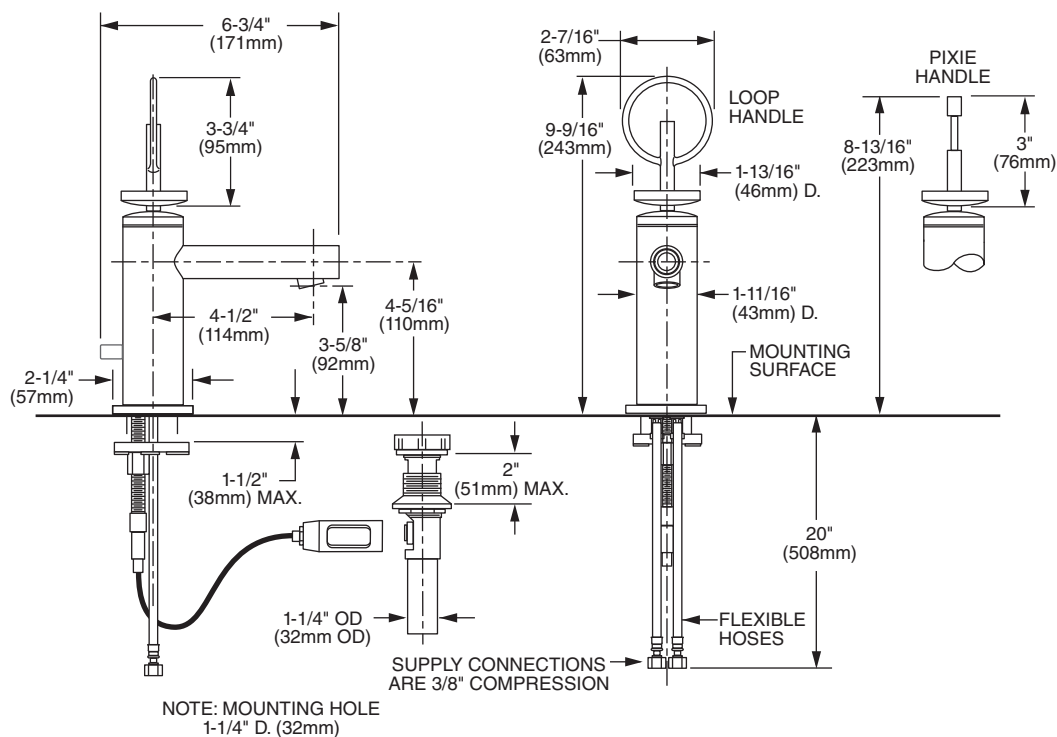 6-3/4"
(171mm)
3-3/4"
(95mm)
4-1/2"
(114mm)
3-5/8"
(92mm)
4-5/16"
(110mm)
2-1/4"
(57mm)
1-1/2"
(38mm) MAX.
2"
(51mm) MAX.
1-1/4" OD
(32mm OD)
NOTE: MOUNTING HOLE
1-1/4" D. (32mm)
2-7/16"
(63mm)
LOOP
HANDLE
9-9/16"
(243mm)
1-13/16"
(46mm) D.
1-11/16"
(43mm) D.
MOUNTING
SURFACE
PIXIE
HANDLE
8-13/16"
(223mm)
3"
(76mm)
20"
(508mm)
FLEXIBLE
HOSES
SUPPLY CONNECTIONS
ARE 3/8" COMPRESSION